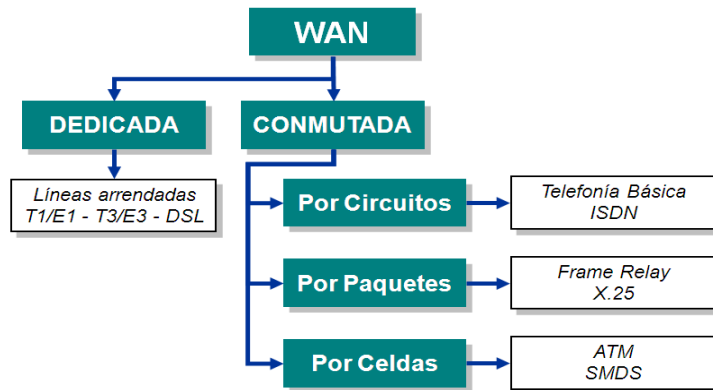 WAN
DEDICADA
CONMUTADA
Líneas arrendadas
T1/E1 - T3/E3 - DSL
Por Circuitos
Telefonía Básica
ISDN
Por Paquetes
Frame Relay
X.25
Por Celdas
ATM
SMDS